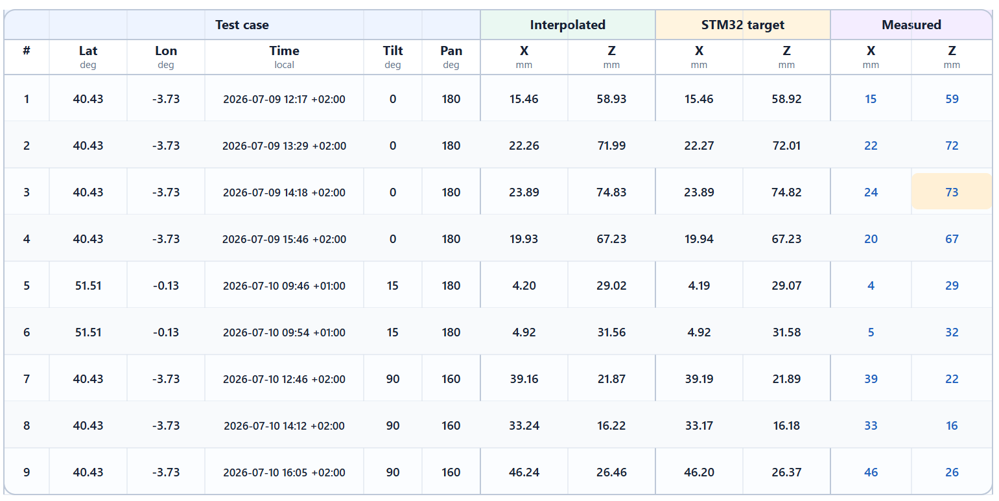 Test case Interpolated STM32 target Measured
# Lat Lon Time Tilt Pan X Z X Z X Z
deg deg local deg deg mm mm mm mm mm mm
1 40.43 -3.73 2026-07-09 12:17 +02:00 0 180 15.46 58.93 15.46 58.92 15 59
2 40.43 -3.73 2026-07-09 13:29 +02:00 0 180 22.26 71.99 22.27 72.01 22 72
3 40.43 -3.73 2026-07-09 14:18 +02:00 0 180 23.89 74.83 23.89 74.82 24 73
4 40.43 -3.73 2026-07-09 15:46 +02:00 0 180 19.93 67.23 19.94 67.23 20 67
5 51.51 -0.13 2026-07-10 09:46 +01:00 15 180 4.20 29.02 4.19 29.07 4 29
6 51.51 -0.13 2026-07-10 09:54 +01:00 15 180 4.92 31.56 4.92 31.58 5 32
7 40.43 -3.73 2026-07-10 12:46 +02:00 90 160 39.16 21.87 39.19 21.89 39 22
8 40.43 -3.73 2026-07-10 14:12 +02:00 90 160 33.24 16.22 33.17 16.18 33 16
9 40.43 -3.73 2026-07-10 16:05 +02:00 90 160 46.24 26.46 46.20 26.37 46 26